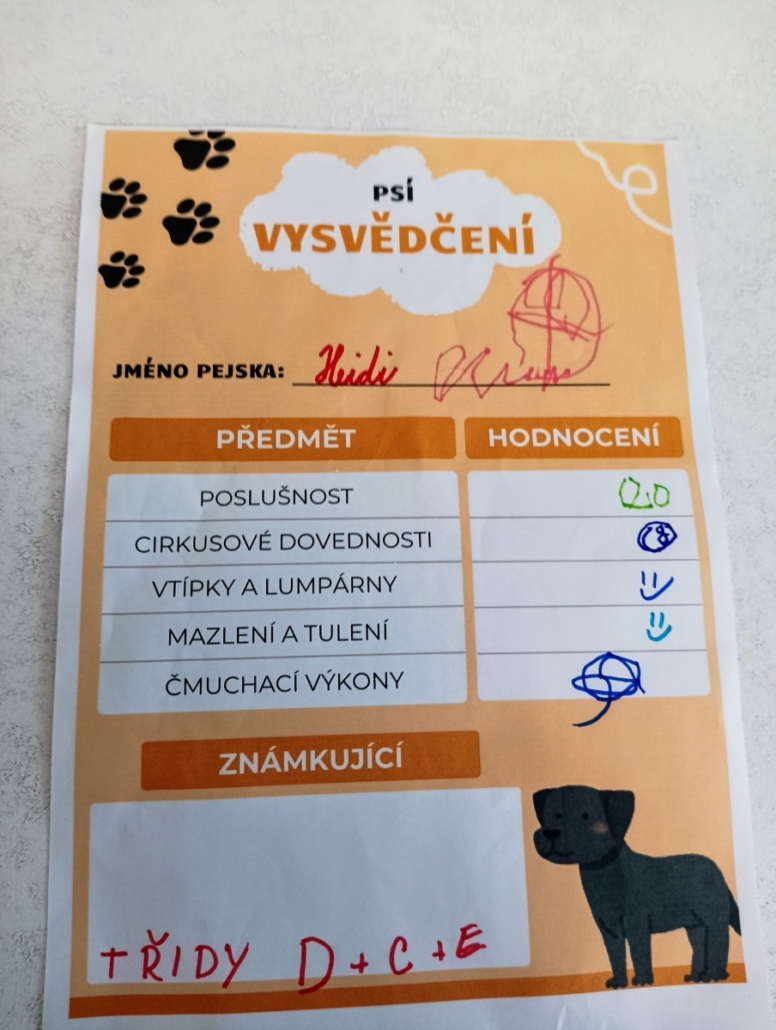 PSÍ
VYSVĚDČENÍ
JMÉNO PEJSKA: Heidi
PŘEDMĚT HODNOCENÍ
POSLUŠNOST
CIRKUSOVÉ DOVEDNOSTI
VTÍPKY A LUMPÁRNY
MAZLENÍ A TULENÍ
ČMUCHACÍ VÝKONY
ZNÁMKUJÍCÍ
TŘIDY D + C + E